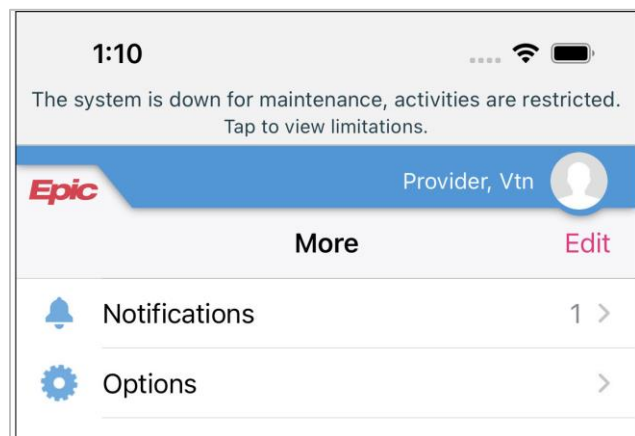 1:10
The system is down for maintenance, activities are restricted.
Tap to view limitations.
Epic
Provider, Vtn
More
Edit
Notifications
1
Options